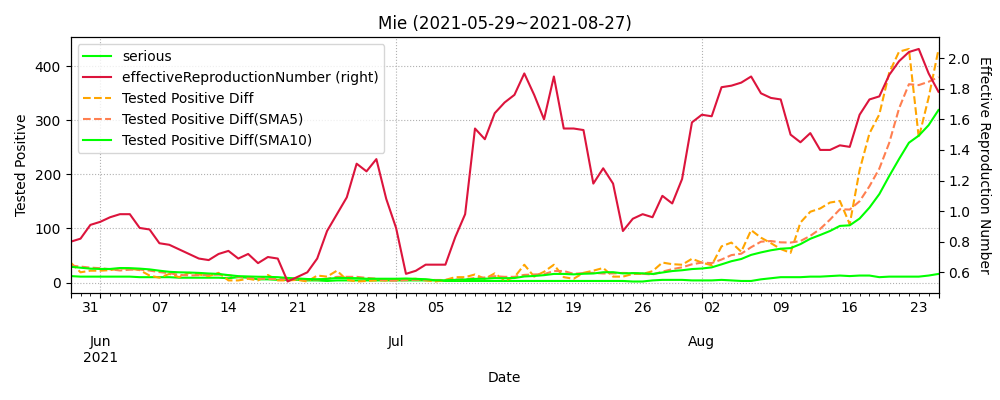 Mie (2021-05-29~2021-08-27)
serious
effectiveReproductionNumber (right)
Tested Positive Diff
Tested Positive Diff(SMA5)
Tested Positive Diff(SMA10)
Tested Positive
400
300
200
100
0
2.0
1.8
1.6
1.4
1.2
1.0
0.8
0.6
Effective Reproduction Number
31 07 14 21 28 05 12 19 26 02 09 16 23
Jun Jul Aug
2021
Date